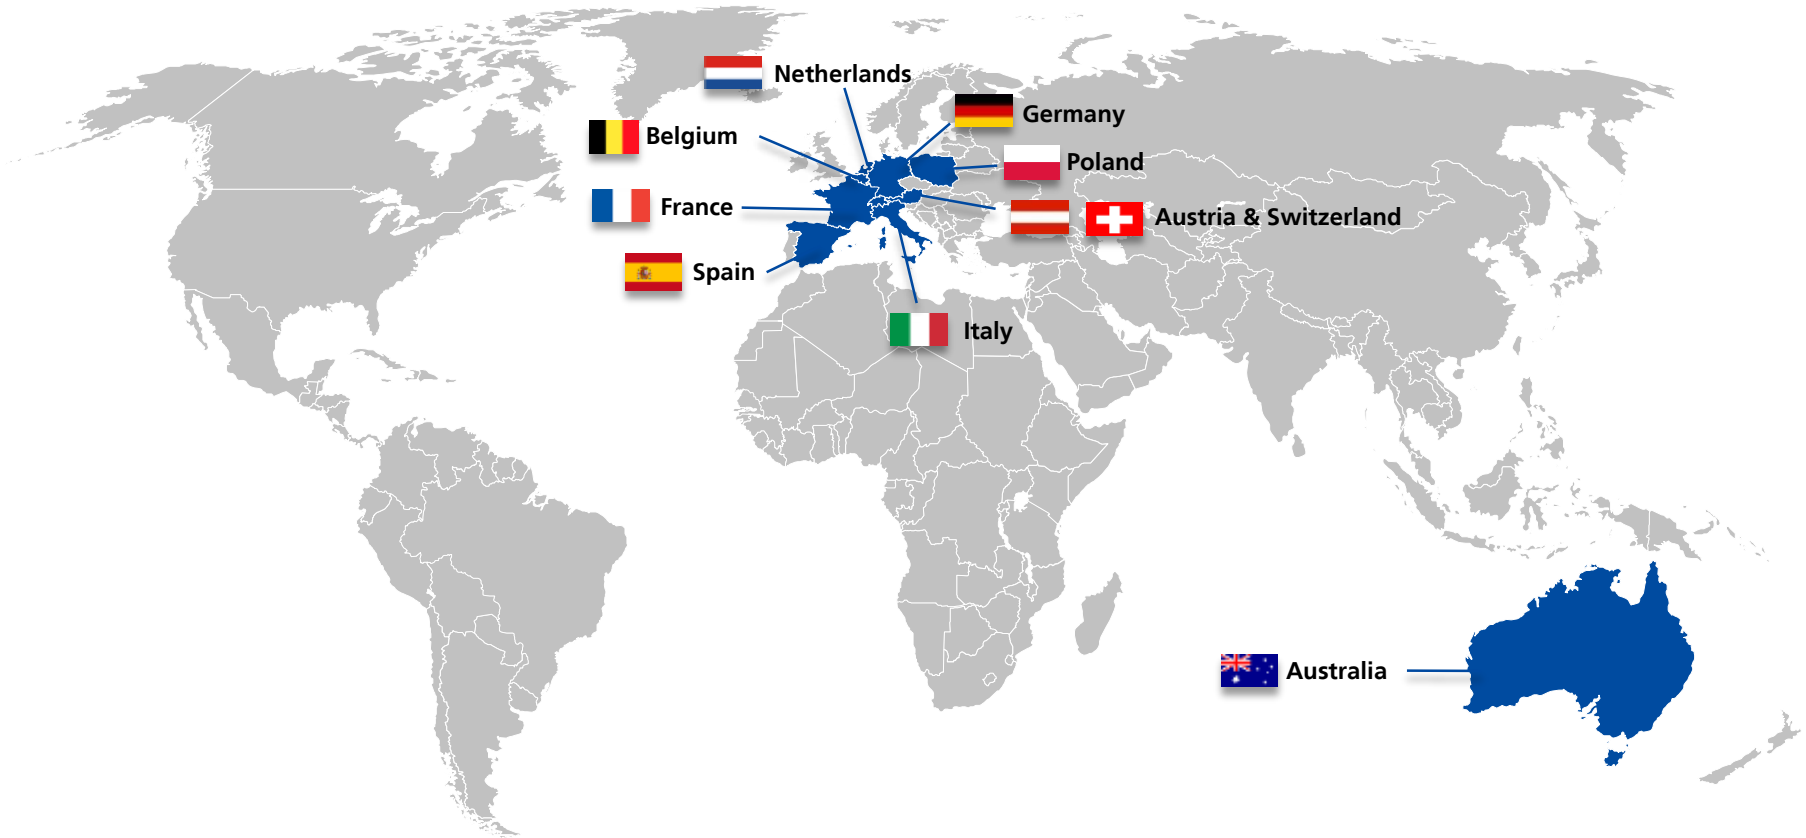 Netherlands
Germany
Belgium
Poland
France
Austria & Switzerland
Spain
Italy
Australia